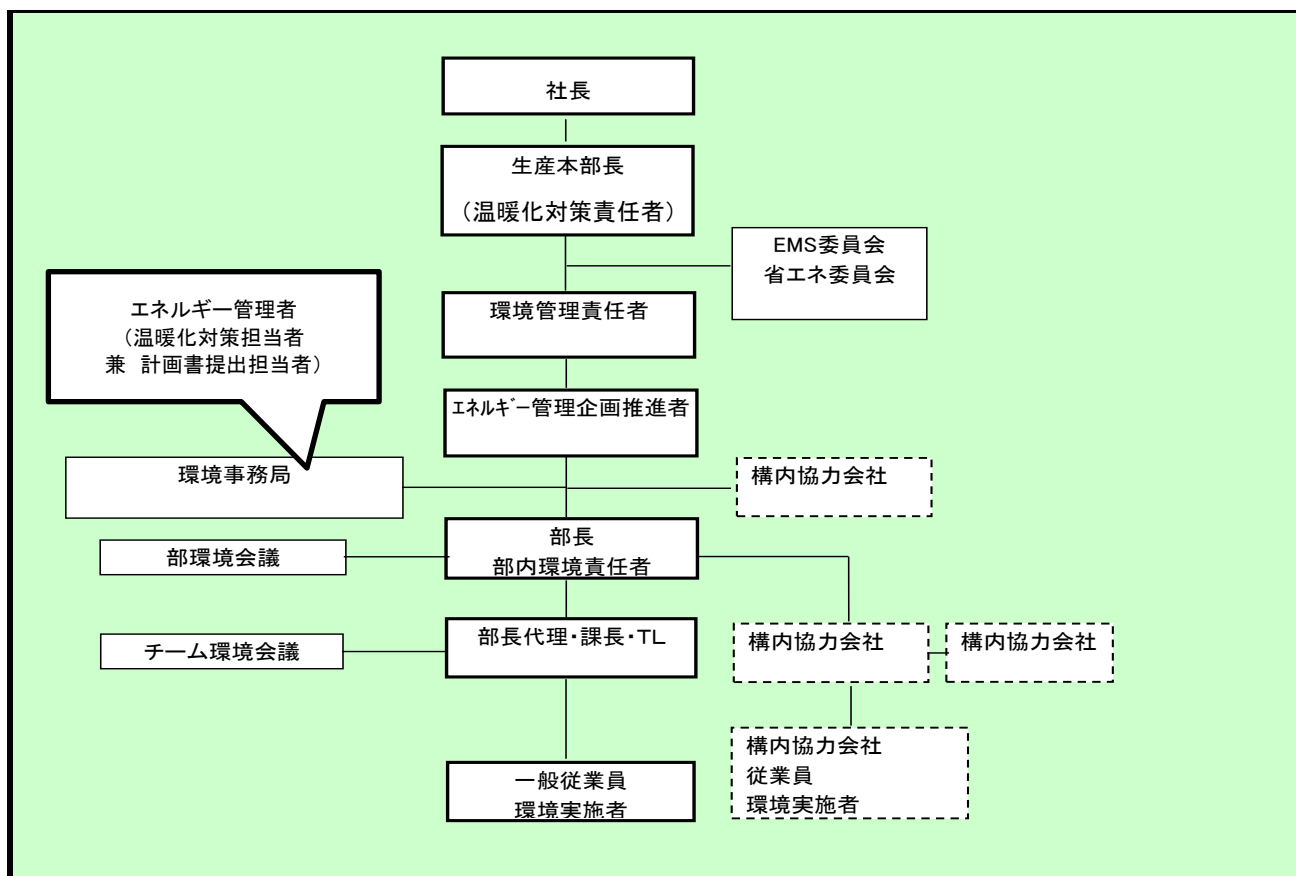 社長
生産本部長
（温暖化対策責任者）
EMS委員会
省エネ委員会
エネルギー管理者
（温暖化対策担当者
兼　計画書提出担当者）
環境管理責任者
ｴﾈﾙｷﾞｰ管理企画推進者
環境事務局
構内協力会社
部長
部内環境責任者
部環境会議
部長代理・課長・TL
チーム環境会議
構内協力会社
構内協力会社
構内協力会社
従業員
環境実施者
一般従業員
環境実施者